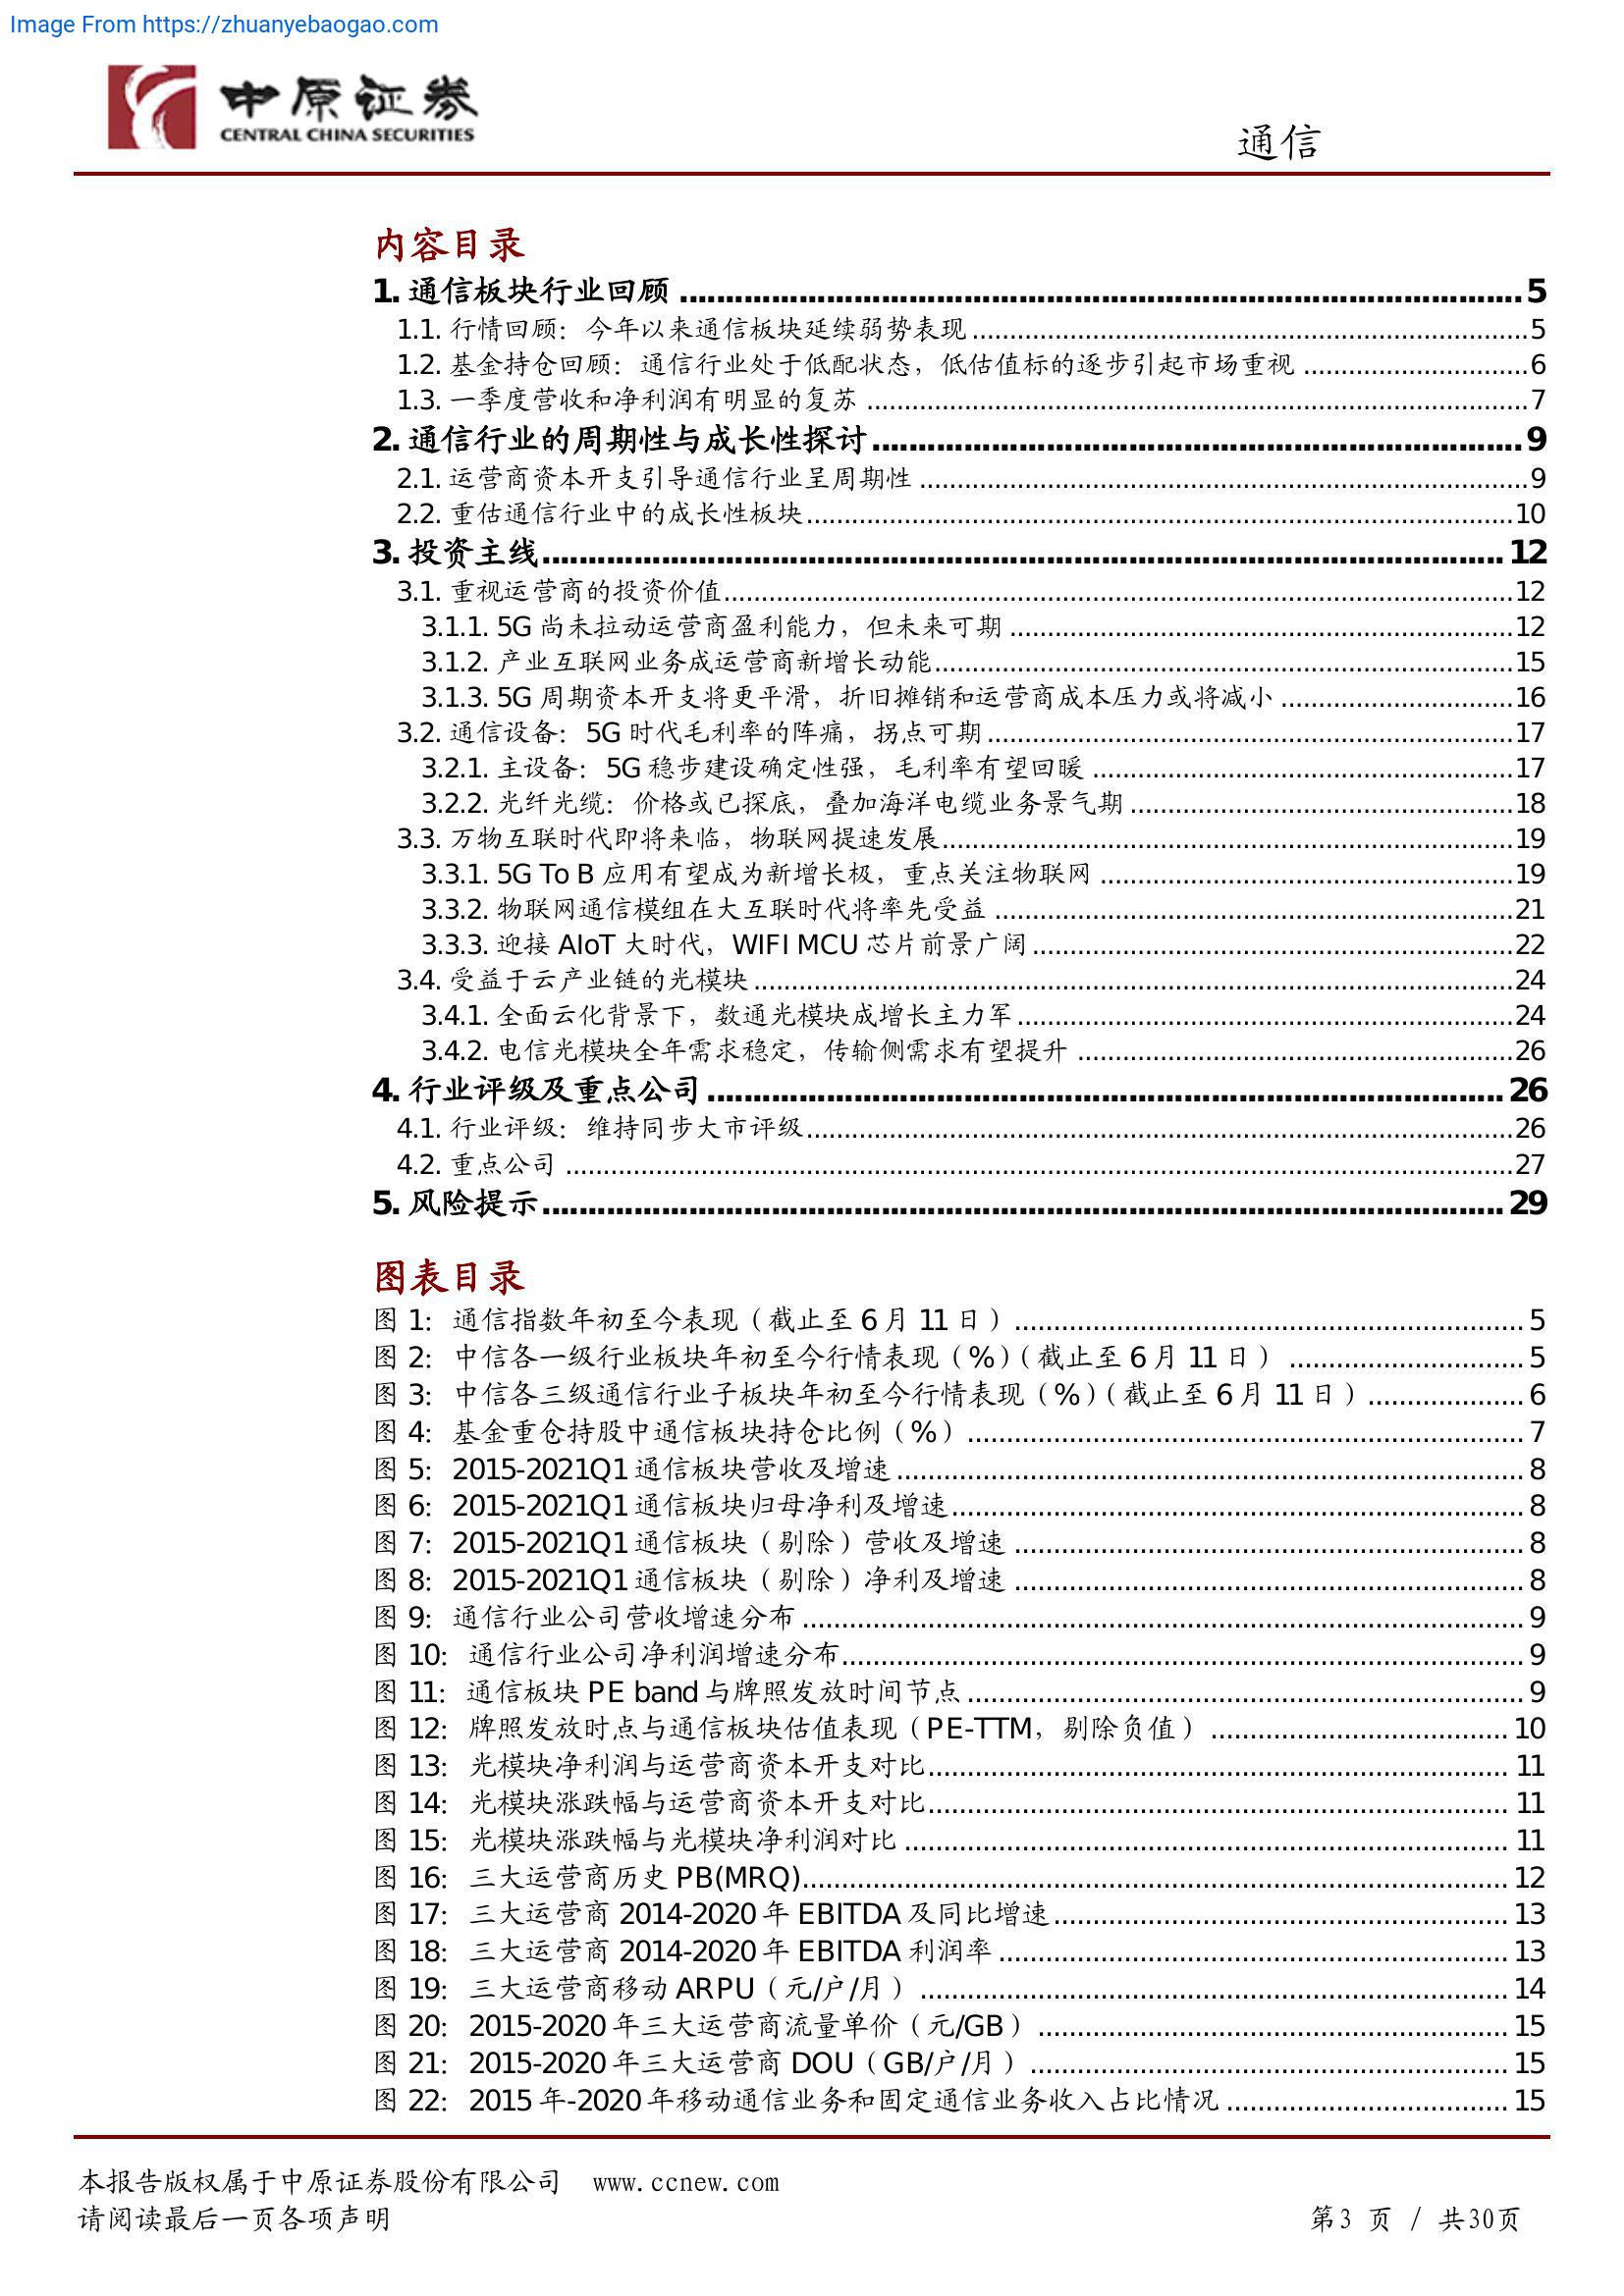 Image From https://zhuanyebaogao.com
中原证券
CENTRAL CHINA SECURITIES
通信
内容目录
1. 通信板块行业回顾 ........ 5
1.1. 行情回顾：今年以来通信板块延续弱势表现 ........ 5
1.2. 基金持仓回顾：通信行业处于低配状态，低估值标的逐步引起市场重视 ........ 6
1.3. 一季度营收和净利润有明显的复苏 ........ 7
2. 通信行业的周期性与成长性探讨 ........ 9
2.1. 运营商资本开支引导通信行业呈周期性 ........ 9
2.2. 重估通信行业中的成长性板块 ........ 10
3. 投资主线 ........ 12
3.1. 重视运营商的投资价值 ........ 12
3.1.1. 5G 尚未拉动运营商盈利能力，但未来可期 ........ 12
3.1.2. 产业互联网业务成运营商新增长动能 ........ 15
3.1.3. 5G 周期资本开支将更平滑，折旧摊销和运营商成本压力或将减小 ........ 16
3.2. 通信设备：5G 时代毛利率的阵痛，拐点可期 ........ 17
3.2.1. 主设备：5G 稳步建设确定性强，毛利率有望回暖 ........ 17
3.2.2. 光纤光缆：价格或已探底，叠加海洋电缆业务景气期 ........ 18
3.3. 万物互联时代即将来临，物联网提速发展 ........ 19
3.3.1. 5G To B 应用有望成为新增长极，重点关注物联网 ........ 19
3.3.2. 物联网通信模组在大互联时代将率先受益 ........ 21
3.3.3. 迎接 AIoT 大时代，WIFI MCU 芯片前景广阔 ........ 22
3.4. 受益于云产业链的光模块 ........ 24
3.4.1. 全面云化背景下，数通光模块成增长主力军 ........ 24
3.4.2. 电信光模块全年需求稳定，传输侧需求有望提升 ........ 26
4. 行业评级及重点公司 ........ 26
4.1. 行业评级：维持同步大市评级 ........ 26
4.2. 重点公司 ........ 27
5. 风险提示 ........ 29
图表目录
图 1：通信指数年初至今表现（截止至 6 月 11 日） ........ 5
图 2：中信各一级行业板块年初至今行情表现（%）（截止至 6 月 11 日） ........ 5
图 3：中信各三级通信行业子板块年初至今行情表现（%）（截止至 6 月 11 日） ........ 6
图 4：基金重仓持股中通信板块持仓比例（%） ........ 7
图 5：2015-2021Q1 通信板块营收及增速 ........ 8
图 6：2015-2021Q1 通信板块归母净利及增速 ........ 8
图 7：2015-2021Q1 通信板块（剔除）营收及增速 ........ 8
图 8：2015-2021Q1 通信板块（剔除）净利及增速 ........ 8
图 9：通信行业公司营收增速分布 ........ 9
图 10：通信行业公司净利润增速分布 ........ 9
图 11：通信板块 PE band 与牌照发放时间节点 ........ 9
图 12：牌照发放时点与通信板块估值表现（PE-TTM，剔除负值） ........ 10
图 13：光模块净利润与运营商资本开支对比 ........ 11
图 14：光模块涨跌幅与运营商资本开支对比 ........ 11
图 15：光模块涨跌幅与光模块净利润对比 ........ 11
图 16：三大运营商历史 PB(MRQ) ........ 12
图 17：三大运营商 2014-2020 年 EBITDA 及同比增速 ........ 13
图 18：三大运营商 2014-2020 年 EBITDA 利润率 ........ 13
图 19：三大运营商移动 ARPU（元/户/月） ........ 14
图 20：2015-2020 年三大运营商流量单价（元/GB） ........ 15
图 21：2015-2020 年三大运营商 DOU（GB/户/月） ........ 15
图 22：2015 年-2020 年移动通信业务和固定通信业务收入占比情况 ........ 15
本报告版权属于中原证券股份有限公司 www.ccnew.com
请阅读最后一页各项声明 第3 页 / 共30页